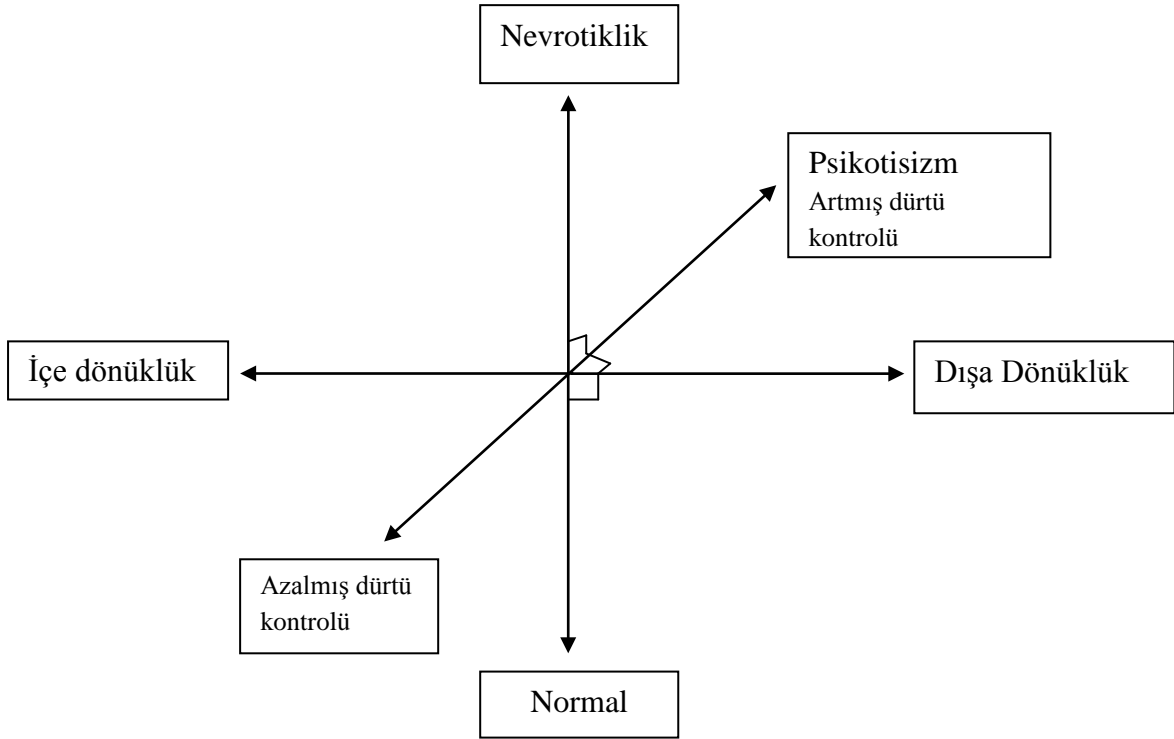 Nevrotiklik
Psikotisizm
Artmış dürtü
kontrolü
İçe dönüklük
Dışa Dönüklük
Azalmış dürtü
kontrolü
Normal